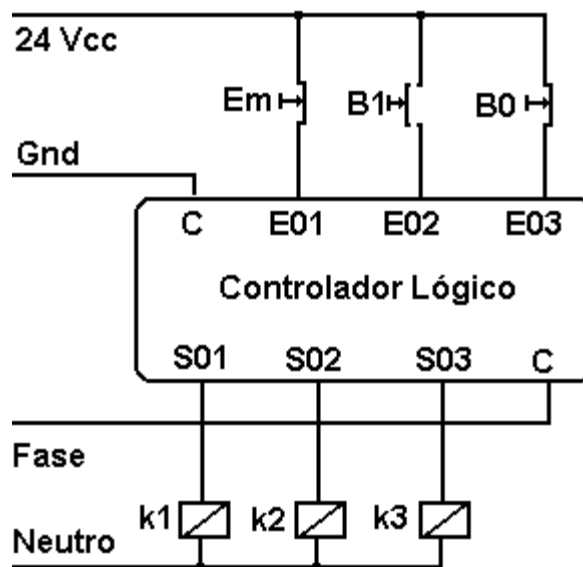 24 Vcc
Em B1 B0
Gnd
C E01 E02 E03
Controlador Lógico
S01 S02 S03 C
Fase
k1 k2 k3
Neutro